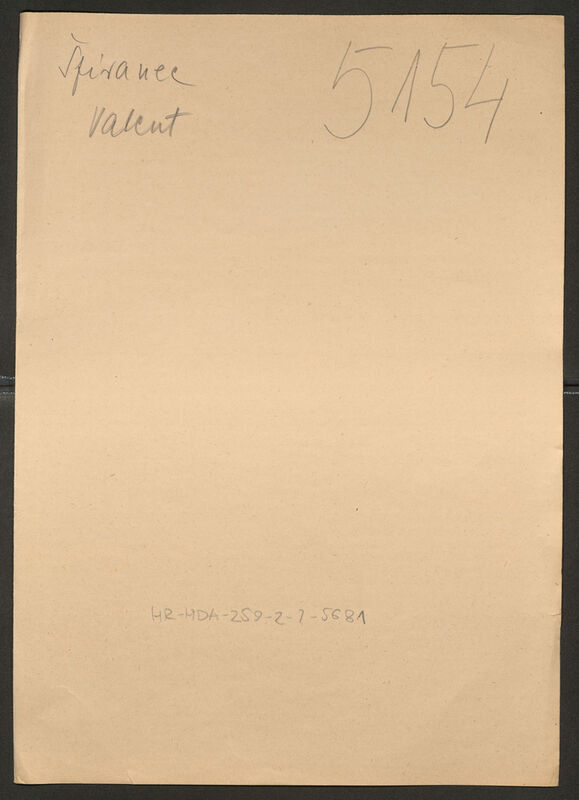 Špiranec
Valent
5154
HR-HDA-259-2-7-5681